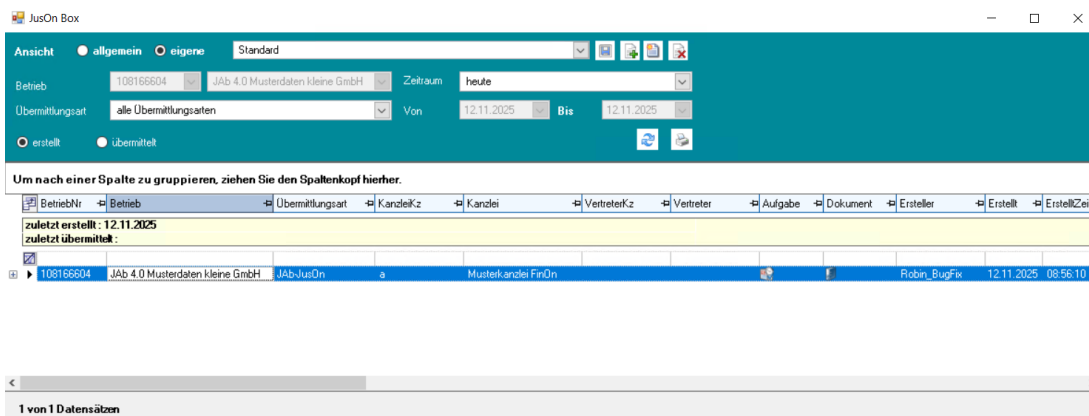 JusOn Box
Ansicht allgemein eigene Standard
Betrieb 108166604 JAb 4.0 Musterdaten kleine GmbH Zeitraum heute
Übermittlungsart alle Übermittlungsarten Von 12.11.2025 Bis 12.11.2025
erstellt übermittelt
Um nach einer Spalte zu gruppieren, ziehen Sie den Spaltenkopf hierher.
BetriebNr Betrieb Übermittlungsart KanzleiKz Kanzlei VertreterKz Vertreter Aufgabe Dokument Ersteller Erstellt ErstelltZei
zuletzt erstellt : 12.11.2025
zuletzt übermittelt :
108166604 JAb 4.0 Musterdaten kleine GmbH JAb-JusOn a Musterkanzlei FinOn Robin_BugFix 12.11.2025 08:56:10
1 von 1 Datensätzen